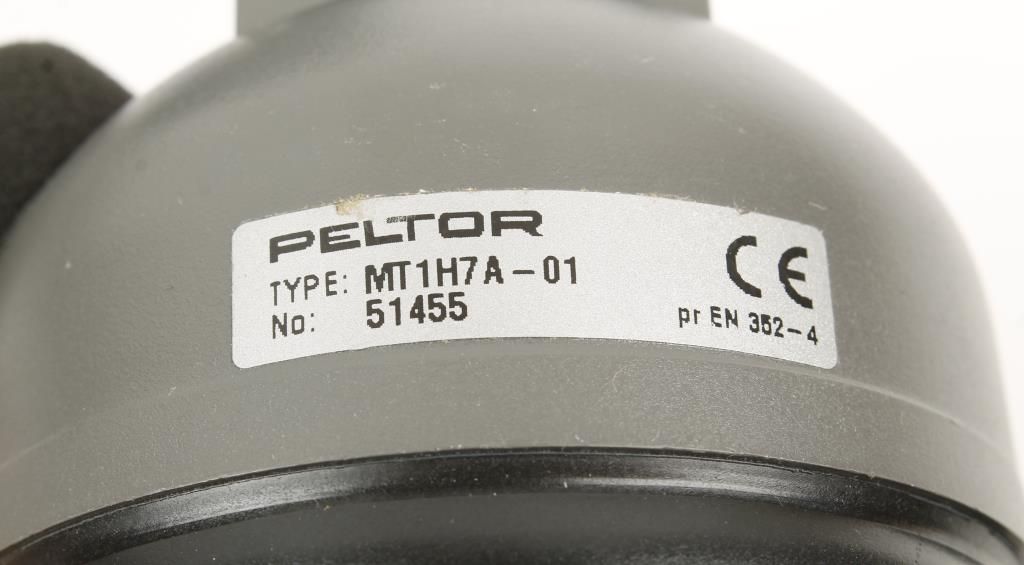 PELTOR
TYPE: MT1H7A-01
No: 51455
CE
pr EN 352-4